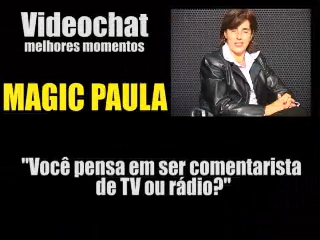 Videochat
melhores momentos
MAGIC PAULA
"Você pensa em ser comentarista
de TV ou rádio?"